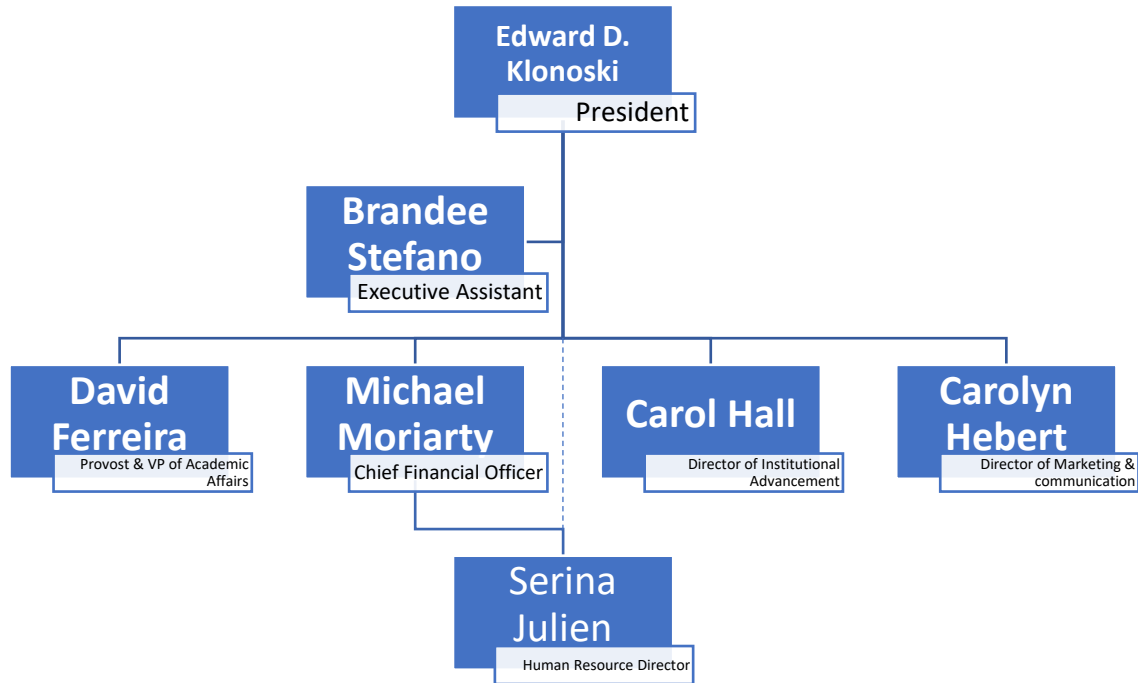 Edward D.
Klonoski
President
Brandee
Stefano
Executive Assistant
David
Ferreira
Provost & VP of Academic
Affairs
Michael
Moriarty
Chief Financial Officer
Carol Hall
Director of Institutional
Advancement
Carolyn
Hebert
Director of Marketing &
communication
Serina
Julien
Human Resource Director